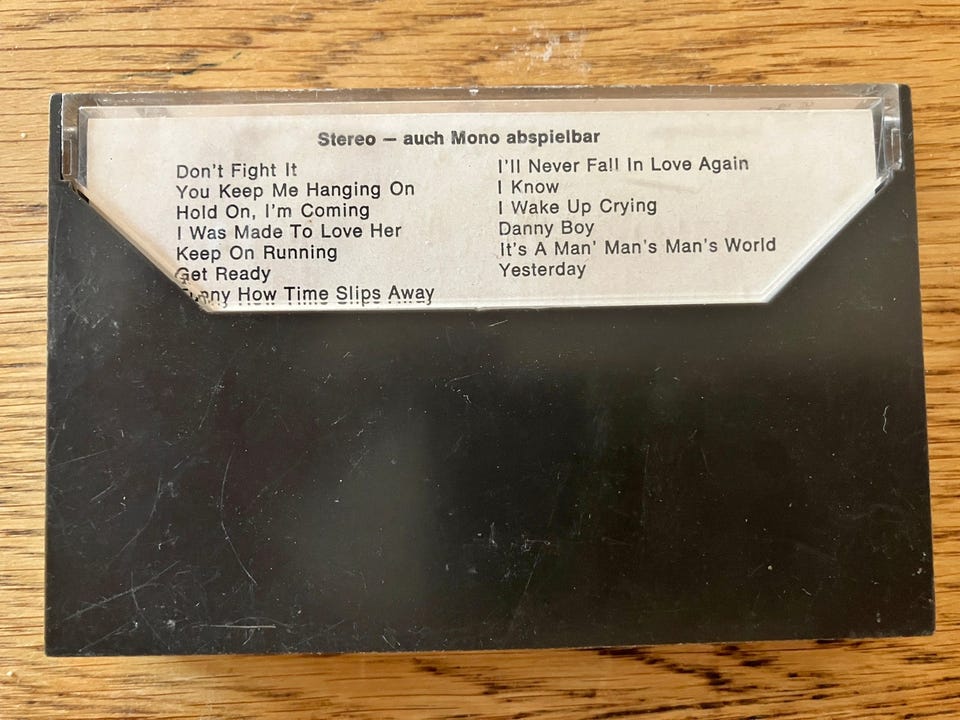 Stereo — auch Mono abspielbar
Don't Fight It
You Keep Me Hanging On
Hold On, I'm Coming
I Was Made To Love Her
Keep On Running
Get Ready
Funny How Time Slips Away
I'll Never Fall In Love Again
I Know
I Wake Up Crying
Danny Boy
It's A Man' Man's Man's World
Yesterday